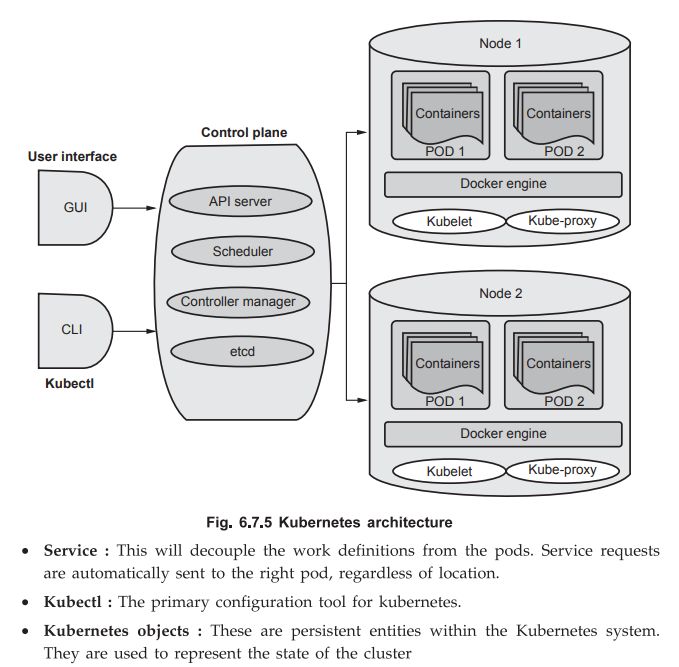 Node 1
Containers
Containers
POD 1
POD 2
Docker engine
Kubelet
Kube-proxy
Control plane
User interface
GUI
API server
Scheduler
Controller manager
etcd
CLI
Kubectl
Node 2
Containers
Containers
POD 1
POD 2
Docker engine
Kubelet
Kube-proxy
Fig. 6.7.5 Kubernetes architecture
• Service : This will decouple the work definitions from the pods. Service requests
are automatically sent to the right pod, regardless of location.
• Kubectl : The primary configuration tool for kubernetes.
• Kubernetes objects : These are persistent entities within the Kubernetes system.
They are used to represent the state of the cluster